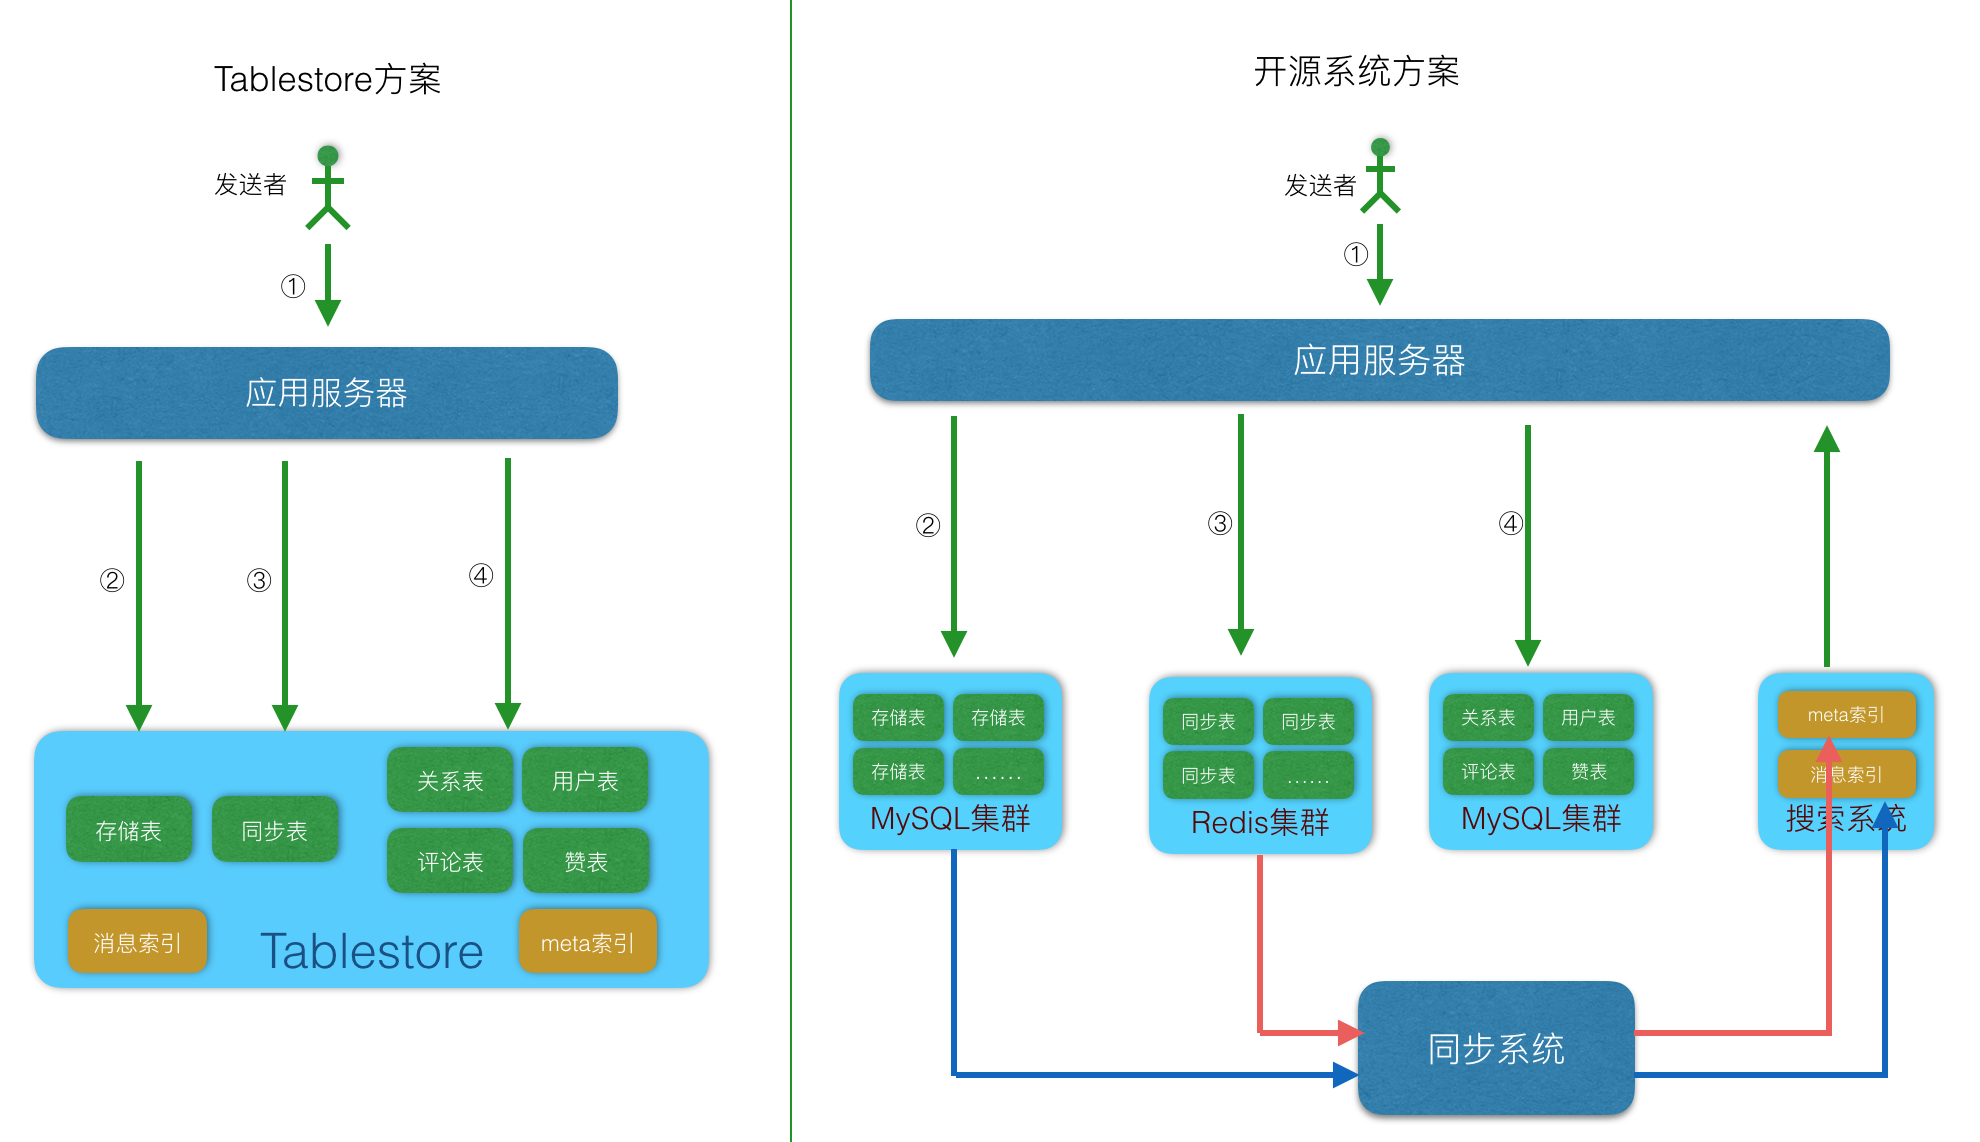 Tablestore方案
发送者
①
应用服务器
②
③
④
关系表
用户表
存储表
同步表
评论表
赞表
消息索引
Tablestore
meta索引
开源系统方案
发送者
①
应用服务器
②
③
④
存储表
存储表
存储表
……
MySQL集群
同步表
同步表
同步表
……
Redis集群
关系表
用户表
评论表
赞表
MySQL集群
meta索引
消息索引
搜索系统
同步系统